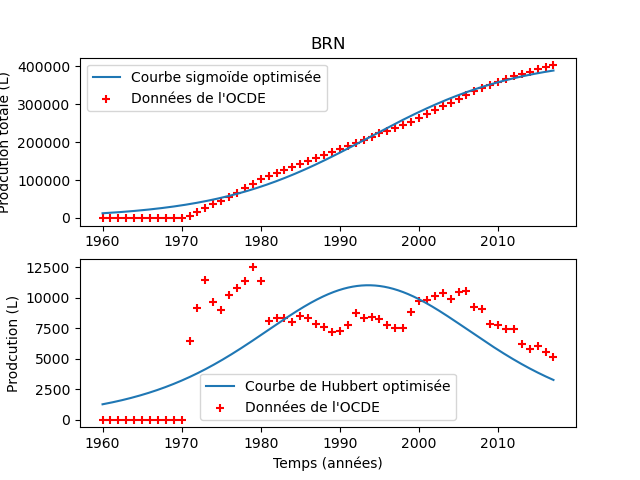 BRN
400000
300000
200000
100000
0
Prodcution totale (L)
Courbe sigmoïde optimisée
Données de l'OCDE
1960 1970 1980 1990 2000 2010
12500
10000
7500
5000
2500
0
Prodcution (L)
Courbe de Hubbert optimisée
Données de l'OCDE
1960 1970 1980 1990 2000 2010
Temps (années)